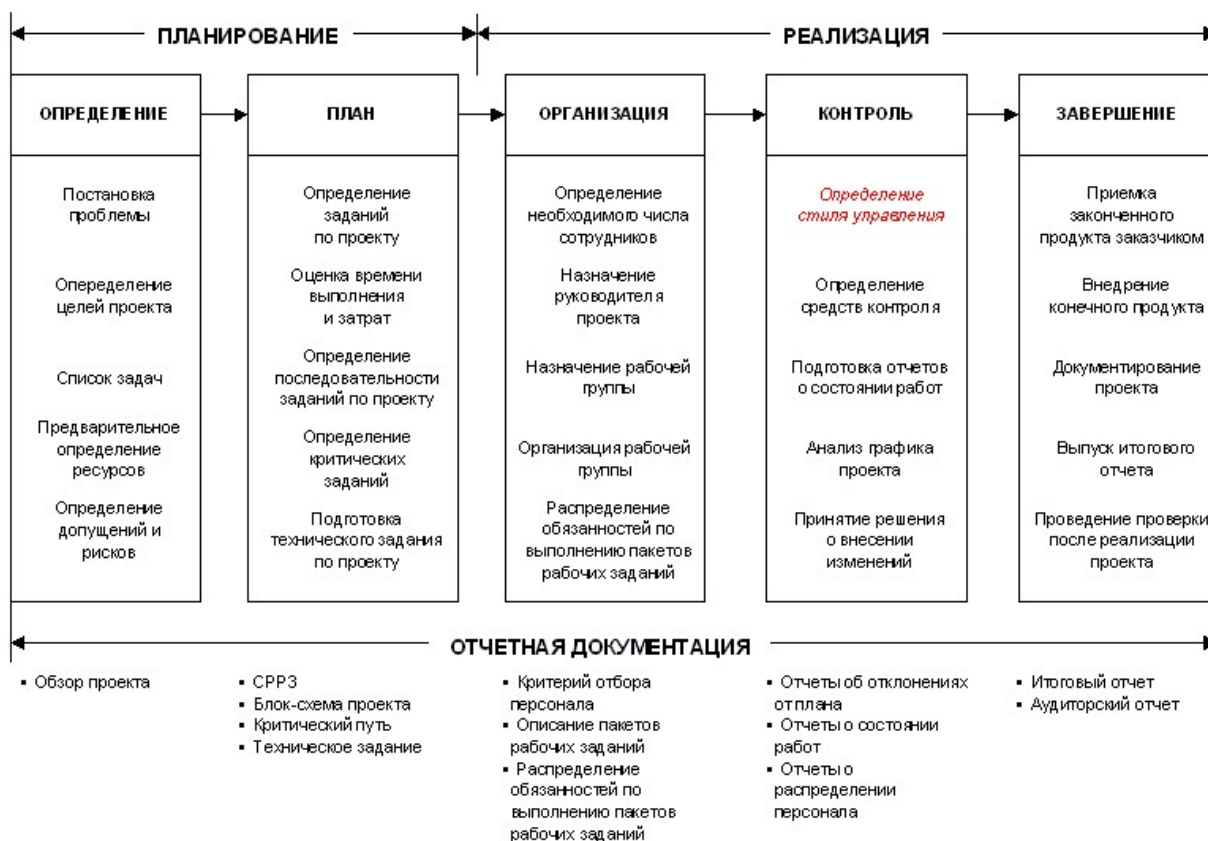 ПЛАНИРОВАНИЕ
РЕАЛИЗАЦИЯ
ОПРЕДЕЛЕНИЕ
Постановка
проблемы
Опеределение
целей проекта
Список задач
Предварительное
определение
ресурсов
Определение
допущений и
рисков
ПЛАН
Определение
заданий
по проекту
Оценка времени
выполнения
и затрат
Определение
последовательности
заданий по проекту
Определение
критических
заданий
Подготовка
технического задания
по проекту
ОРГАНИЗАЦИЯ
Определение
необходимого числа
сотрудников
Назначение
руководителя
проекта
Назначение рабочей
группы
Организация рабочей
группы
Распределение
обязанностей по
выполнению пакетов
рабочих заданий
КОНТРОЛЬ
Определение
стиля управления
Определение
средств контроля
Подготовка отчетов
о состоянии работ
Анализ графика
проекта
Принятие решения
о внесении
изменений
ЗАВЕРШЕНИЕ
Приемка
законченного
продукта заказчиком
Внедрение
конечного продукта
Документирование
проекта
Выпуск итогового
отчета
Проведение проверки
после реализации
проекта
ОТЧЕТНАЯ ДОКУМЕНТАЦИЯ
▪ Обзор проекта
▪ СРРЗ
▪ Блок-схема проекта
▪ Критический путь
▪ Техническое задание
▪ Критерий отбора
персонала
▪ Описание пакетов
рабочих заданий
▪ Распределение
обязанностей по
выполнению пакетов
рабочих заданий
▪ Отчеты об отклонениях
от плана
▪ Отчеты о состоянии
работ
▪ Отчеты о
распределении
персонала
▪ Итоговый отчет
▪ Аудиторский отчет